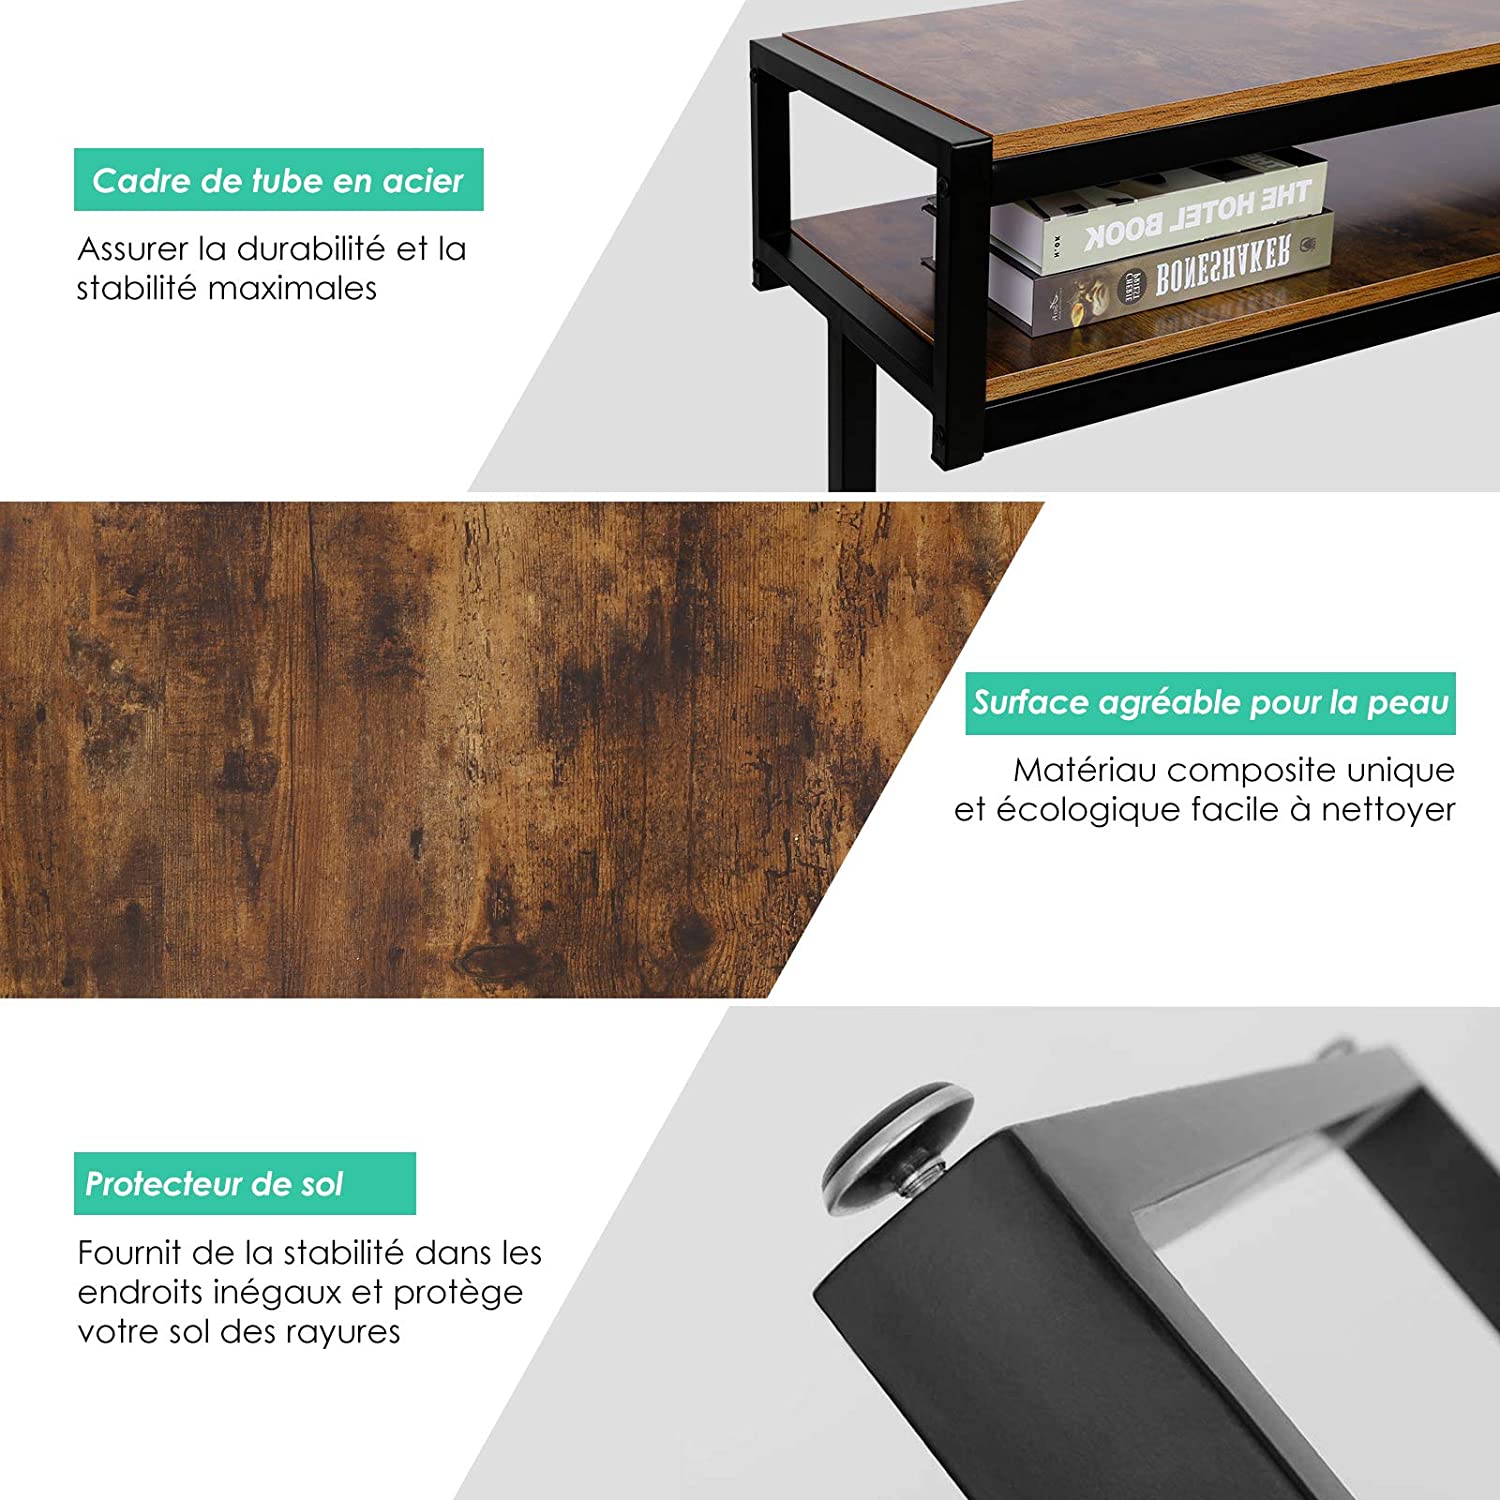 Cadre de tube en acier
Assurer la durabilité et la
stabilité maximales
THE HOTEL
BOOK
BONESHAKER
CHERIE
PRIEST
Surface agréable pour la peau
Matériau composite unique
et écologique facile à nettoyer
Protecteur de sol
Fournit de la stabilité dans les
endroits inégaux et protège
votre sol des rayures